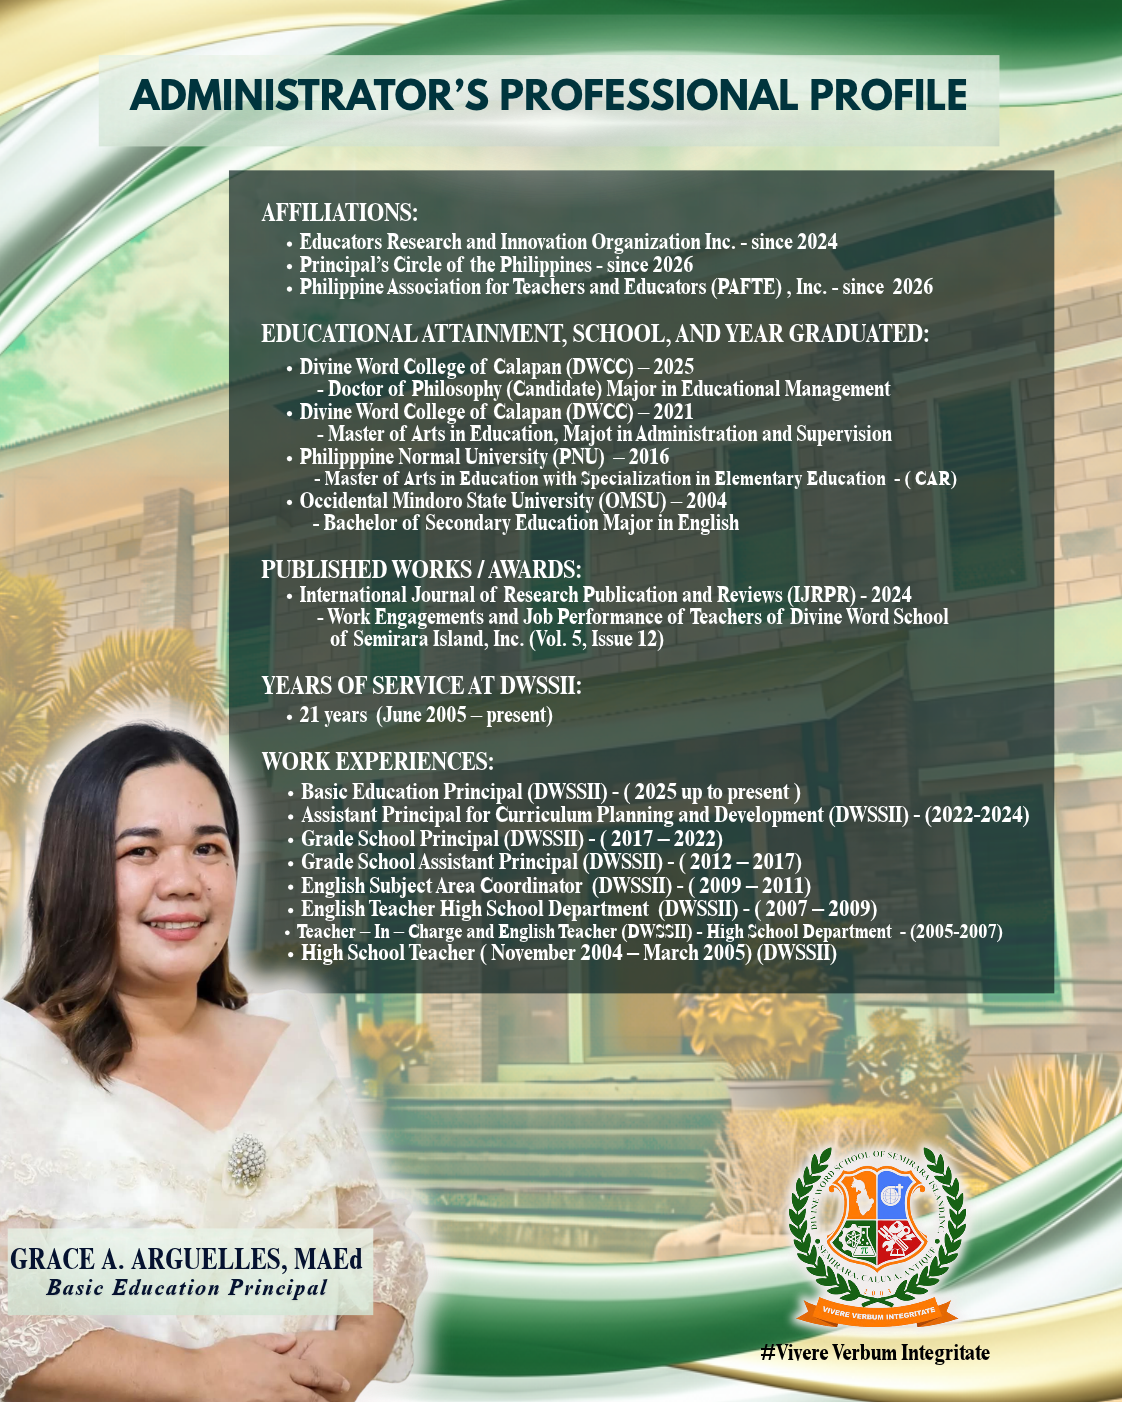 ADMINISTRATOR'S PROFESSIONAL PROFILE
AFFILIATIONS:
• Educators Research and Innovation Organization Inc. - since 2024
• Principal's Circle of the Philippines - since 2026
• Philippine Association for Teachers and Educators (PAFTE) , Inc. - since 2026
EDUCATIONAL ATTAINMENT, SCHOOL, AND YEAR GRADUATED:
• Divine Word College of Calapan (DWCC) – 2025
- Doctor of Philosophy (Candidate) Major in Educational Management
• Divine Word College of Calapan (DWCC) – 2021
- Master of Arts in Education, Majot in Administration and Supervision
• Philipppine Normal University (PNU) – 2016
- Master of Arts in Education with Specialization in Elementary Education - ( CAR)
• Occidental Mindoro State University (OMSU) – 2004
- Bachelor of Secondary Education Major in English
PUBLISHED WORKS / AWARDS:
• International Journal of Research Publication and Reviews (IJRPR) - 2024
- Work Engagements and Job Performance of Teachers of Divine Word School
of Semirara Island, Inc. (Vol. 5, Issue 12)
YEARS OF SERVICE AT DWSSII:
• 21 years (June 2005 – present)
WORK EXPERIENCES:
• Basic Education Principal (DWSSII) - ( 2025 up to present )
• Assistant Principal for Curriculum Planning and Development (DWSSII) - (2022-2024)
• Grade School Principal (DWSSII) - ( 2017 – 2022)
• Grade School Assistant Principal (DWSSII) - ( 2012 – 2017)
• English Subject Area Coordinator (DWSSII) - ( 2009 – 2011)
• English Teacher High School Department (DWSSII) - ( 2007 – 2009)
• Teacher – In – Charge and English Teacher (DWSSII) - High School Department - (2005-2007)
• High School Teacher ( November 2004 – March 2005) (DWSSII)
GRACE A. ARGUELLES, MAEd
Basic Education Principal
DIVINE WORD SCHOOL OF SEMIRARA ISLAND, INC.
SEMIRARA, CALUYA, ANTIQUE
2003
VIVERE VERBUM INTEGRITATE
#Vivere Verbum Integritate